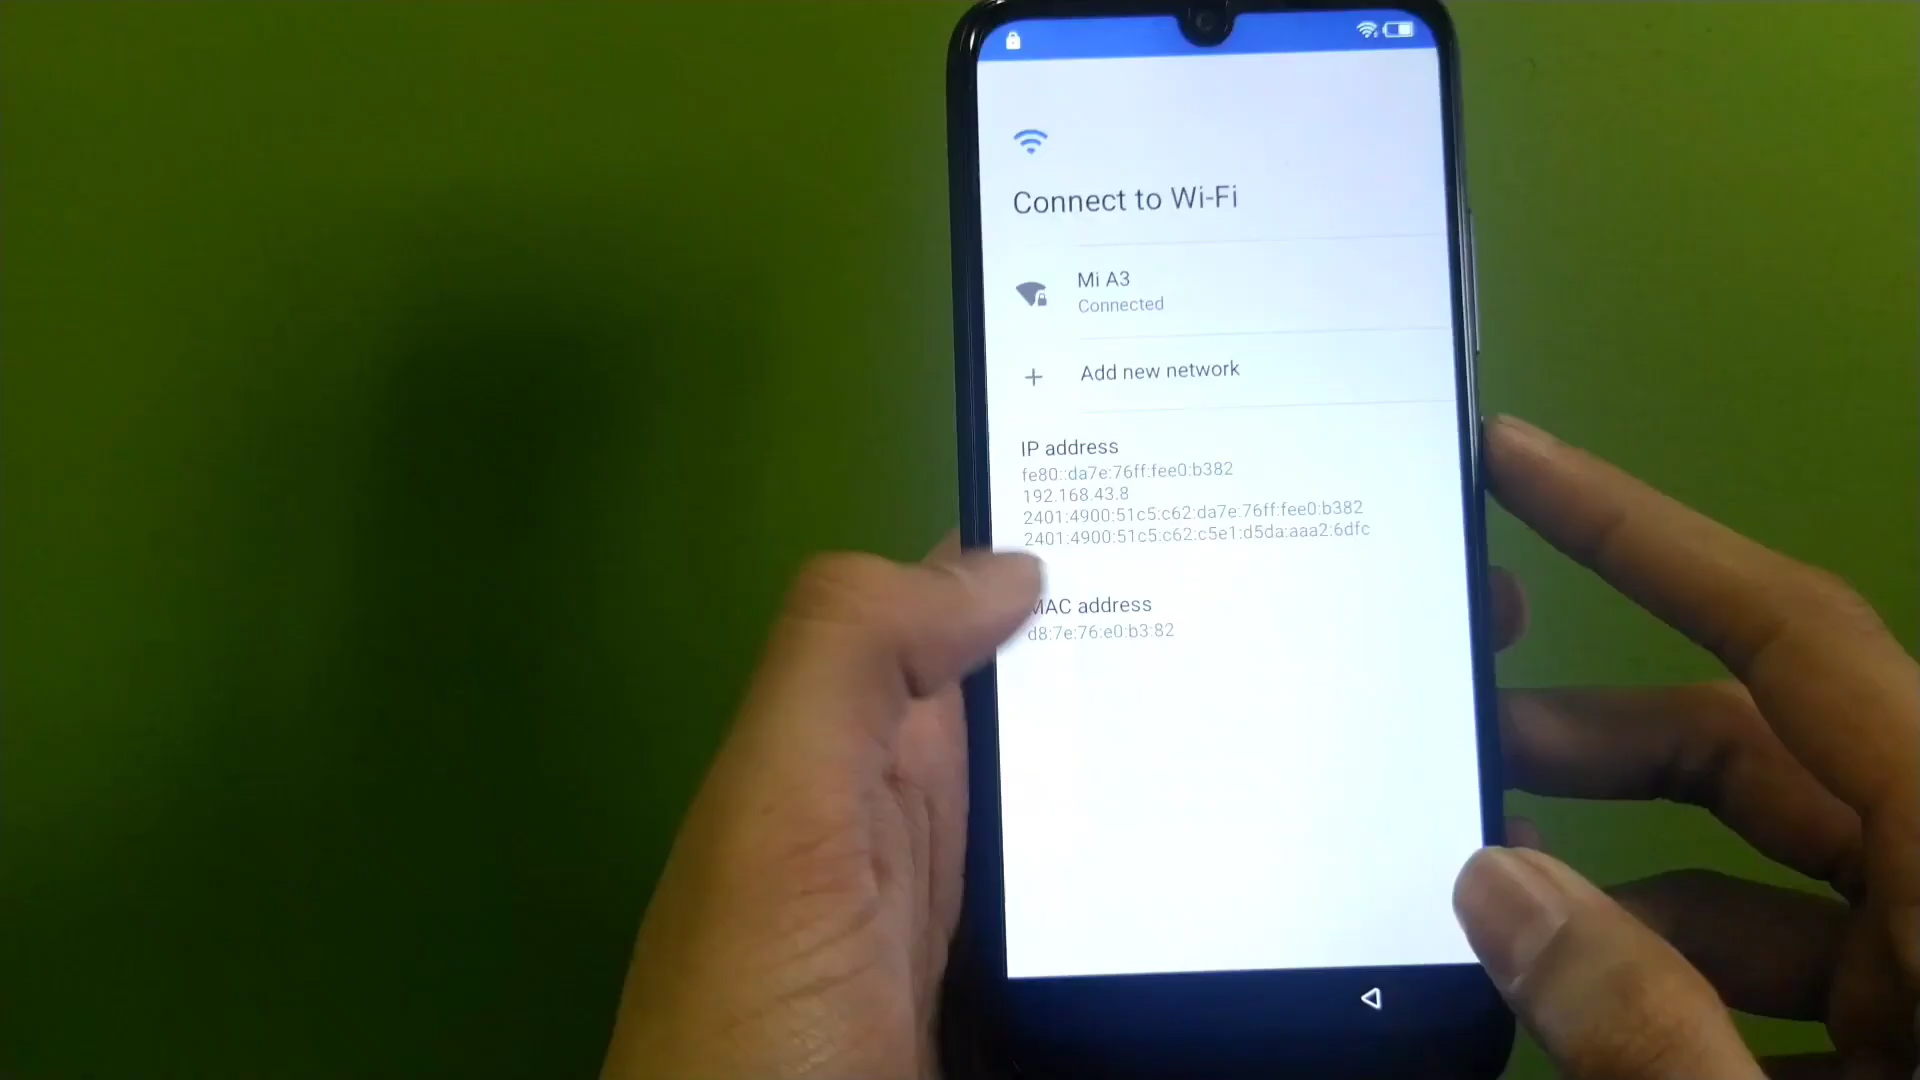 Connect to Wi-Fi
Mi A3
Connected
Add new network
IP address
fe80::da7e:76ff:fee0:b382
192.168.43.8
2401:4900:51c5:c62:da7e:76ff:fee0:b382
2401:4900:51c5:c62:c5e1:d5da:aaa2:6dfc
MAC address
d8:7e:76:e0:b3:82